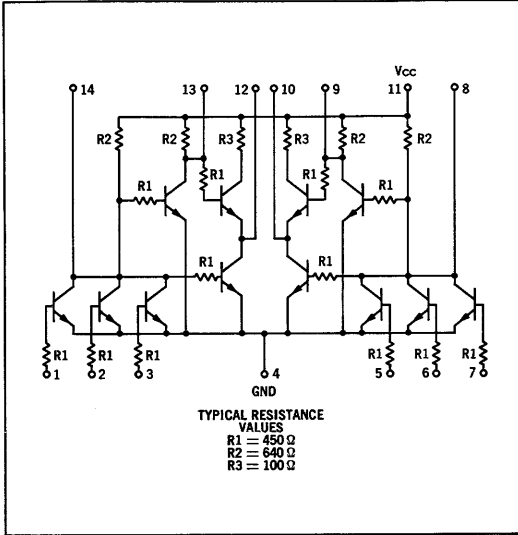 Vcc
14 13 12 10 9 11 8
R2 R2 R3 R3 R2 R2
R1 R1
R1 R1
R1 R1
R1 R1 R1 R1 R1 R1
1 2 3 4 5 6 7
GND
TYPICAL RESISTANCE
VALUES
R1 = 450 Ω
R2 = 640 Ω
R3 = 100 Ω